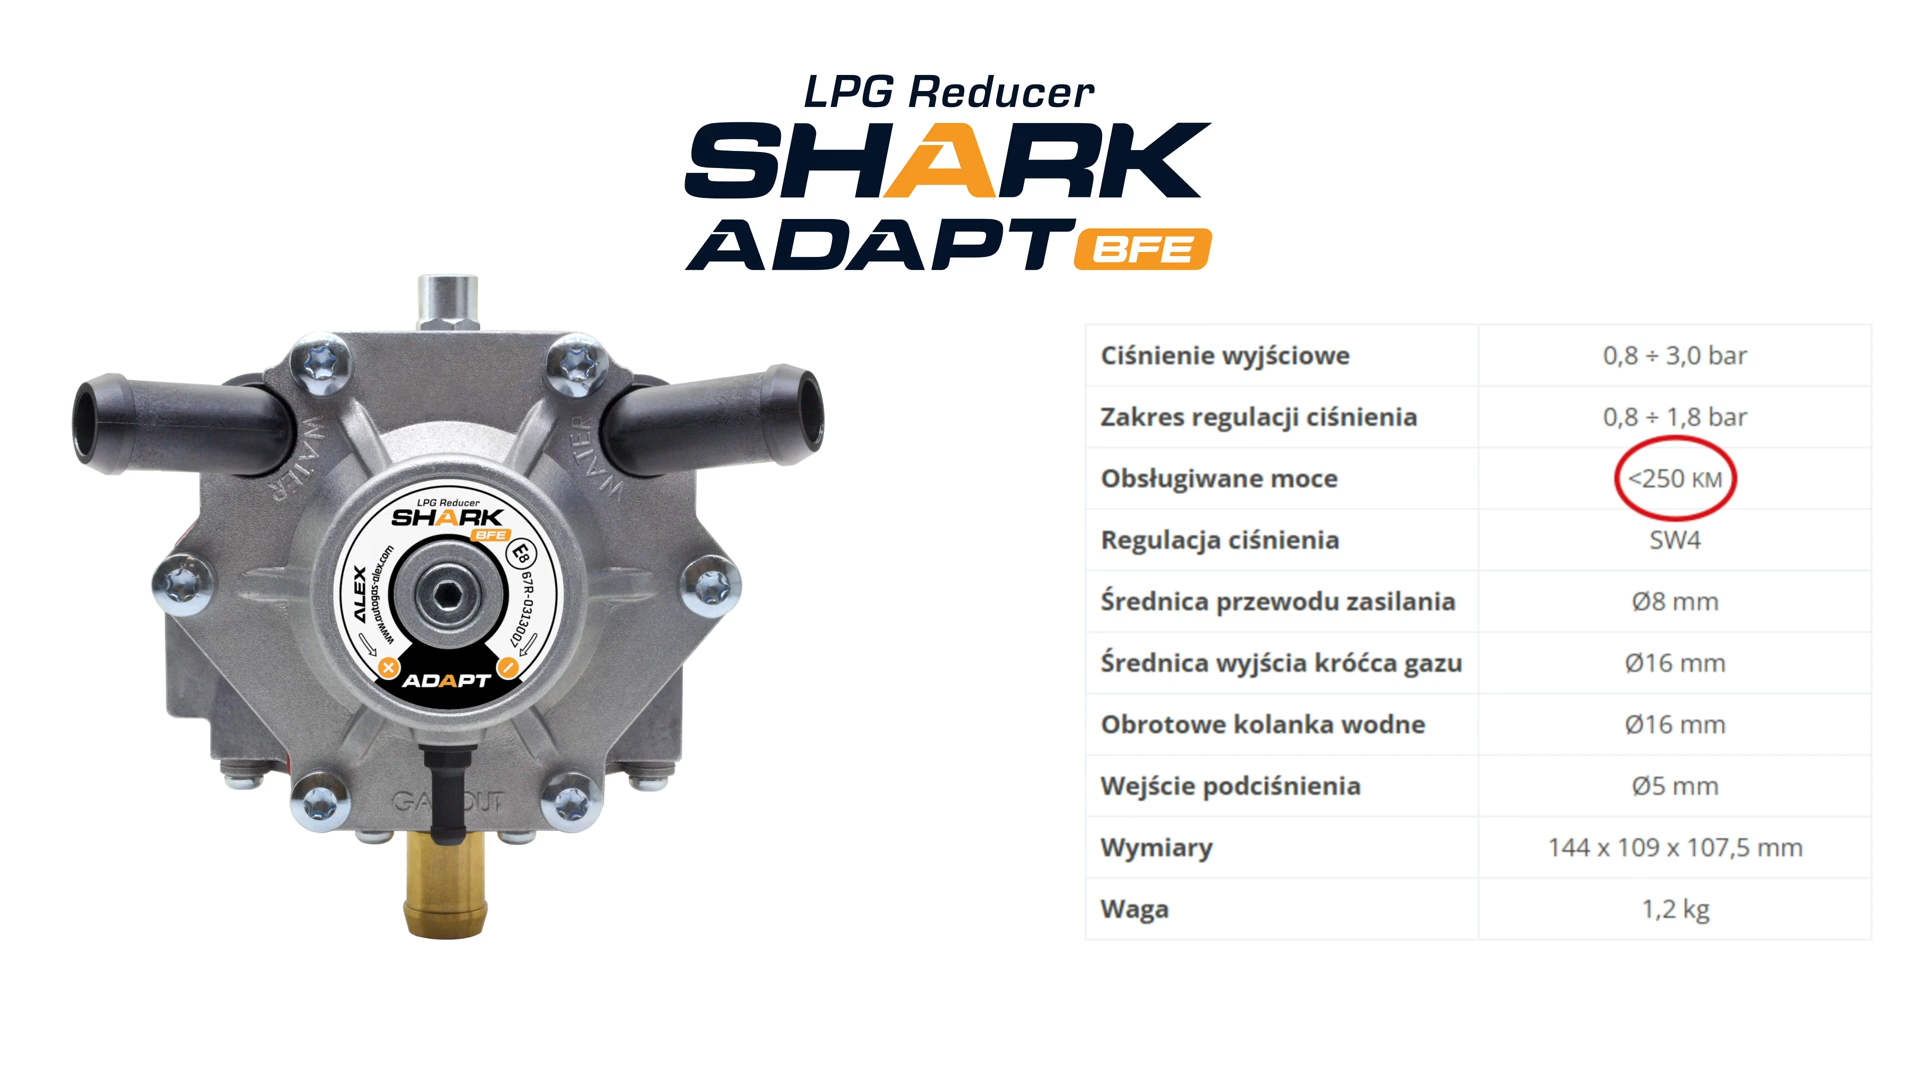 LPG Reducer
SHARK
ADAPT BFE
WATER
WATER
LPG Reducer
SHARK
BFE
E8
67R-0313007
ALEX
www.autogas-alex.com
ADAPT
GAS OUT
Ciśnienie wyjściowe 0,8 ÷ 3,0 bar
Zakres regulacji ciśnienia 0,8 ÷ 1,8 bar
Obsługiwane moce <250 KM
Regulacja ciśnienia SW4
Średnica przewodu zasilania Ø8 mm
Średnica wyjścia króćca gazu Ø16 mm
Obrotowe kolanka wodne Ø16 mm
Wejście podciśnienia Ø5 mm
Wymiary 144 x 109 x 107,5 mm
Waga 1,2 kg